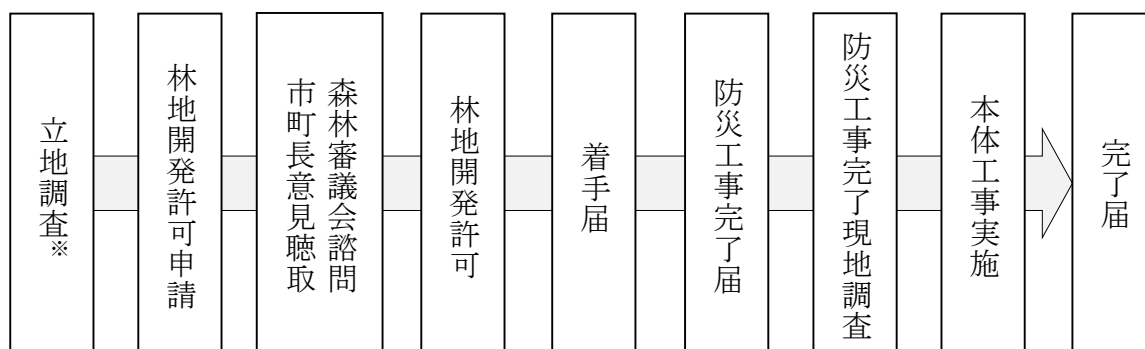 立地調査※
林地開発許可申請
森林審議会諮問
市町長意見聴取
林地開発許可
着手届
防災工事完了届
防災工事完了現地調査
本体工事実施
完了届